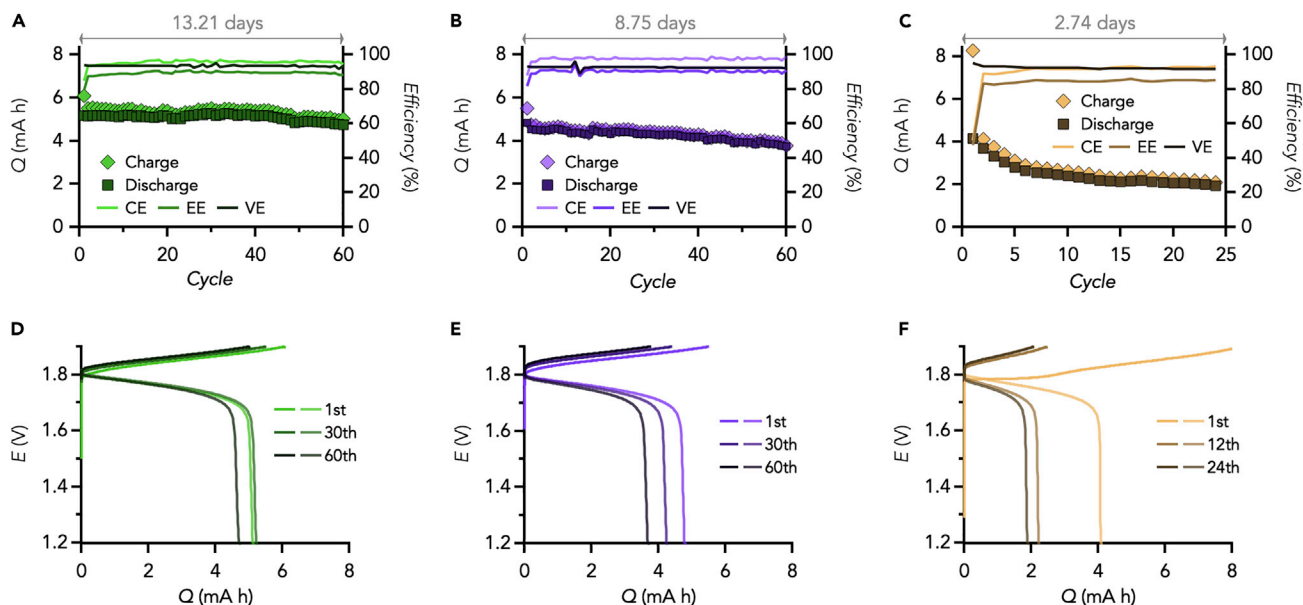 A
13.21 days
8
6
4
2
0
Q (mA h)
100
80
60
40
20
0
Efficiency (%)
Charge
Discharge
CE EE VE
0 20 40 60
Cycle
B
8.75 days
8
6
4
2
0
Q (mA h)
100
80
60
40
20
0
Efficiency (%)
Charge
Discharge
CE EE VE
0 20 40 60
Cycle
C
2.74 days
8
6
4
2
0
Q (mA h)
100
80
60
40
20
0
Efficiency (%)
Charge
Discharge
CE EE VE
0 5 10 15 20 25
Cycle
D
1.8
1.6
1.4
1.2
E (V)
1st
30th
60th
0 2 4 6 8
Q (mA h)
E
1.8
1.6
1.4
1.2
E (V)
1st
30th
60th
0 2 4 6 8
Q (mA h)
F
1.8
1.6
1.4
1.2
E (V)
1st
12th
24th
0 2 4 6 8
Q (mA h)